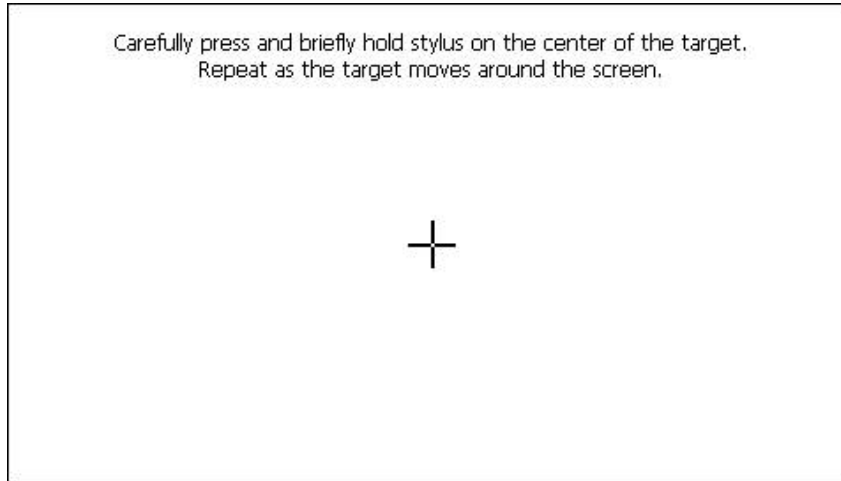 Carefully press and briefly hold stylus on the center of the target.
Repeat as the target moves around the screen.